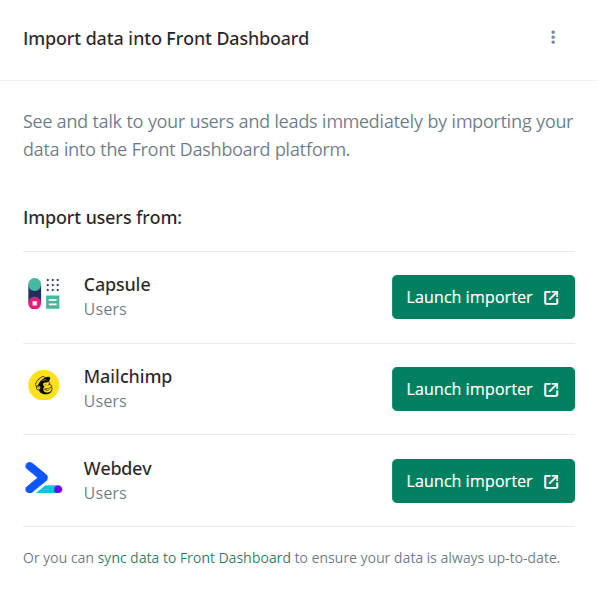 Import data into Front Dashboard
See and talk to your users and leads immediately by importing your
data into the Front Dashboard platform.
Import users from:
Capsule
Users
Launch importer
Mailchimp
Users
Launch importer
Webdev
Users
Launch importer
Or you can sync data to Front Dashboard to ensure your data is always up-to-date.